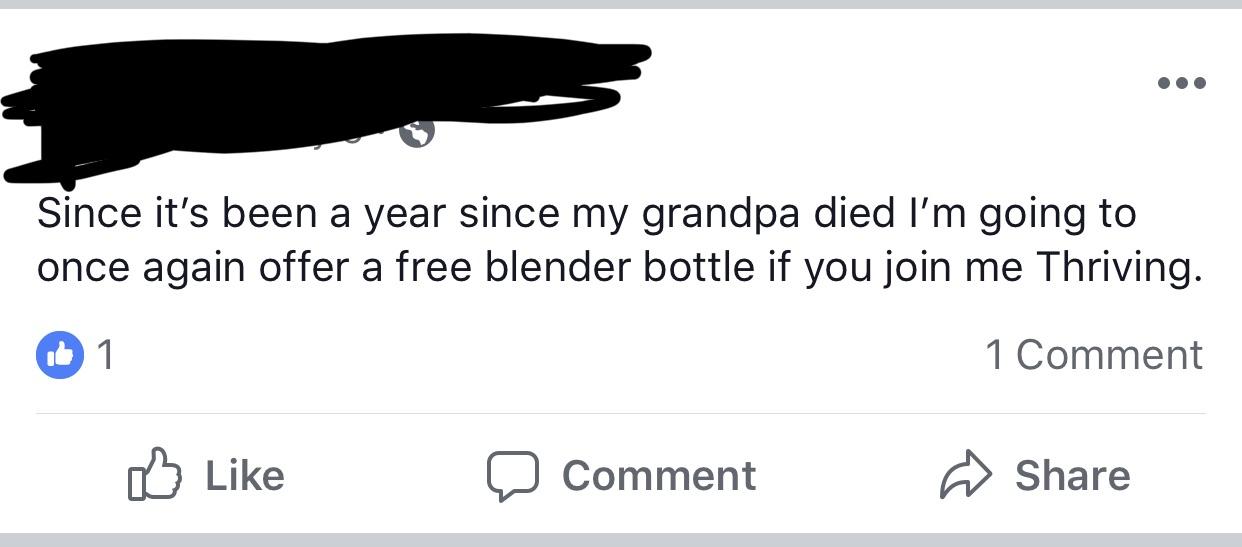 Since it's been a year since my grandpa died I'm going to
once again offer a free blender bottle if you join me Thriving.
1
1 Comment
Like
Comment
Share